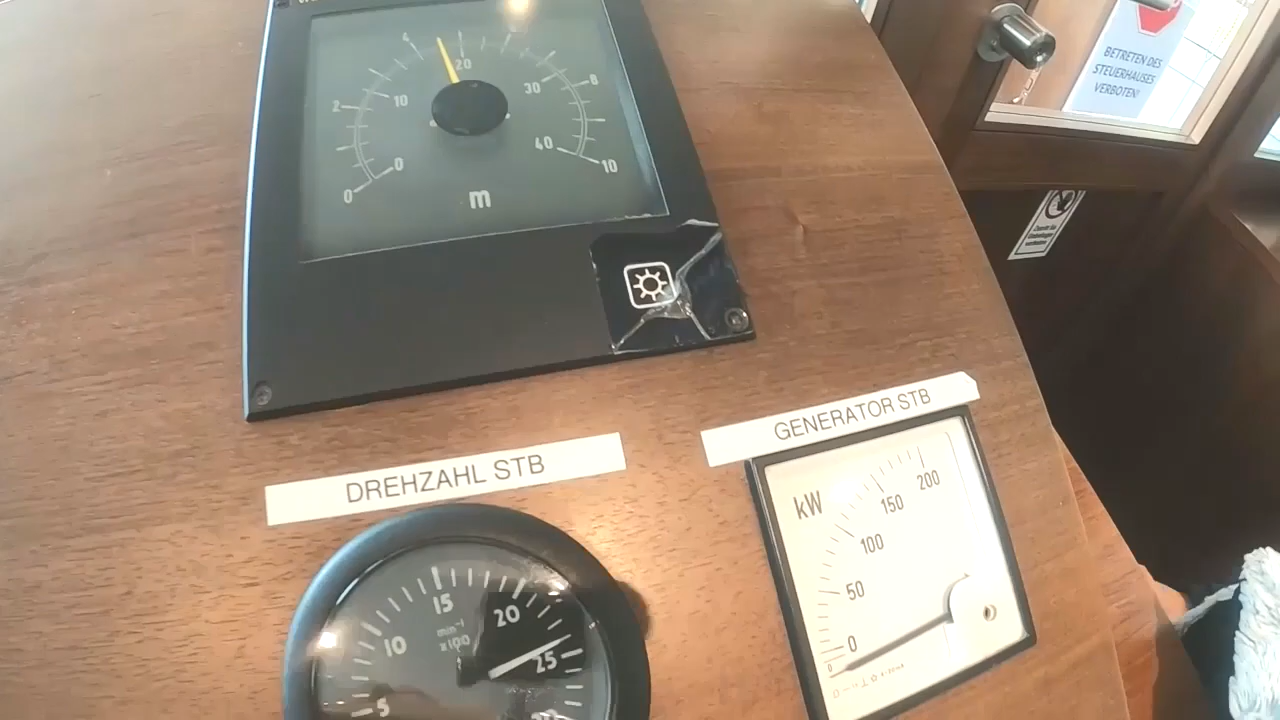 4
20
30
8
2
10
40
10
0
0
m
BETRETEN DES
STEUERHAUSES
VERBOTEN!
DREHZAHL STB
15
20
10
min⁻¹
x100
25
5
GENERATOR STB
kW
200
150
100
50
0
0